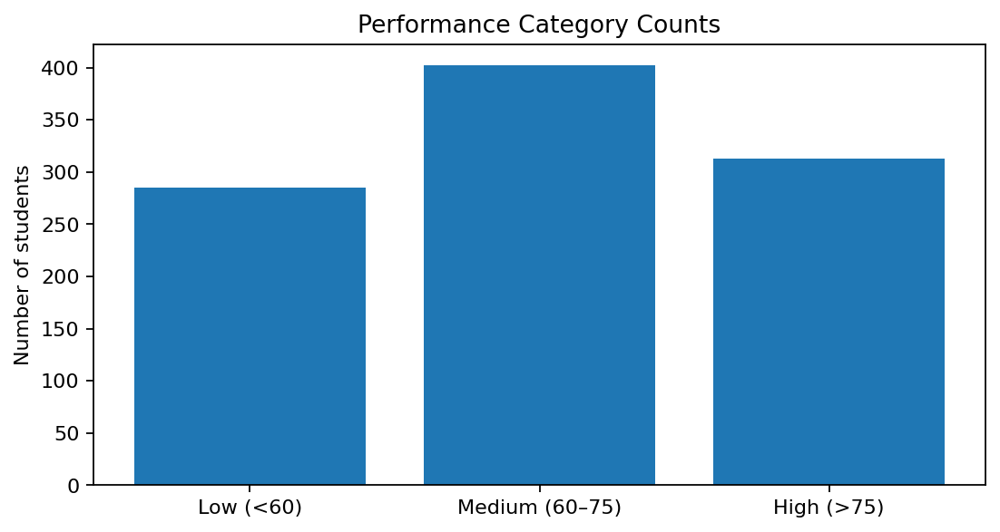 Performance Category Counts
Number of students
400
350
300
250
200
150
100
50
0
Low (<60)
Medium (60–75)
High (>75)